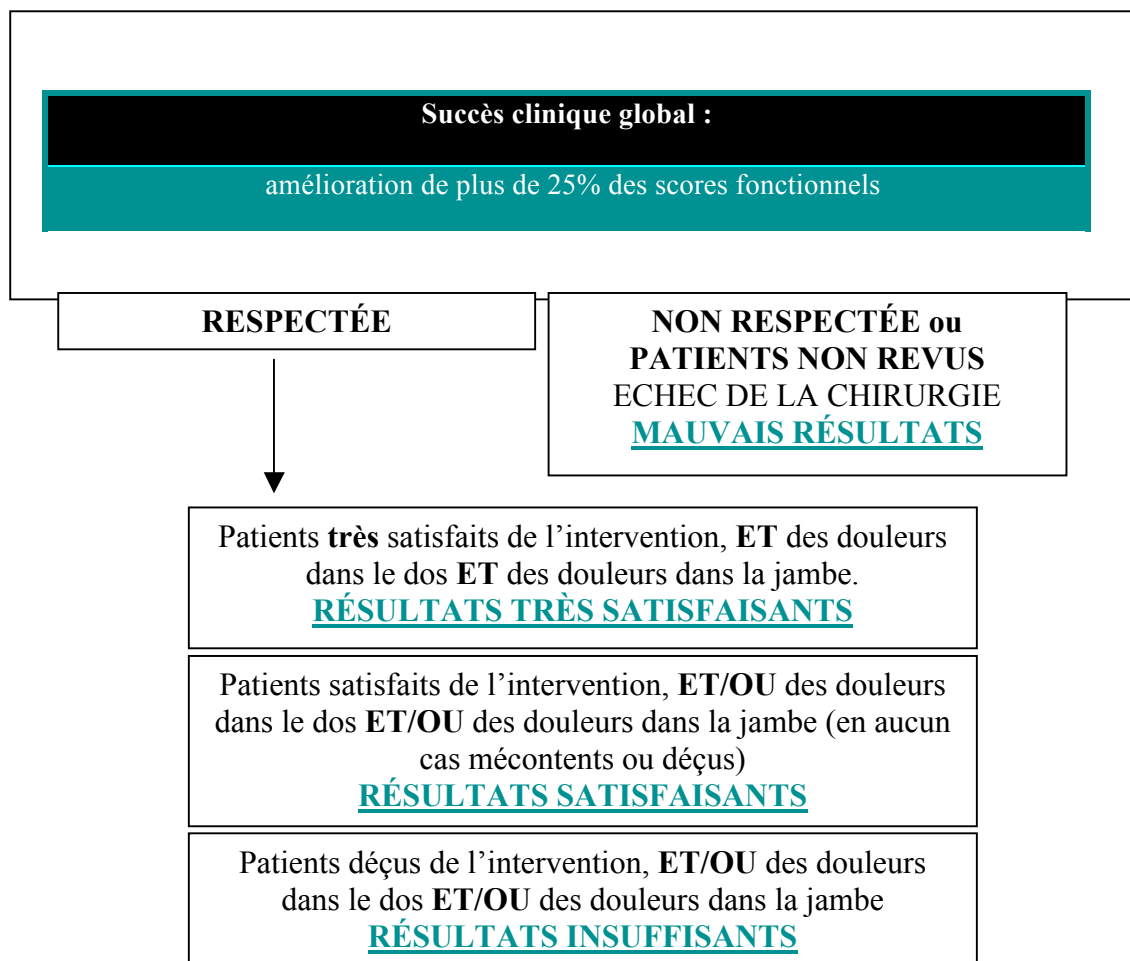 Succès clinique global :
amélioration de plus de 25% des scores fonctionnels
RESPECTÉE
NON RESPECTÉE ou
PATIENTS NON REVUS
ECHEC DE LA CHIRURGIE
MAUVAIS RÉSULTATS
Patients très satisfaits de l’intervention, ET des douleurs
dans le dos ET des douleurs dans la jambe.
RÉSULTATS TRÈS SATISFAISANTS
Patients satisfaits de l’intervention, ET/OU des douleurs
dans le dos ET/OU des douleurs dans la jambe (en aucun
cas mécontents ou déçus)
RÉSULTATS SATISFAISANTS
Patients déçus de l’intervention, ET/OU des douleurs
dans le dos ET/OU des douleurs dans la jambe
RÉSULTATS INSUFFISANTS